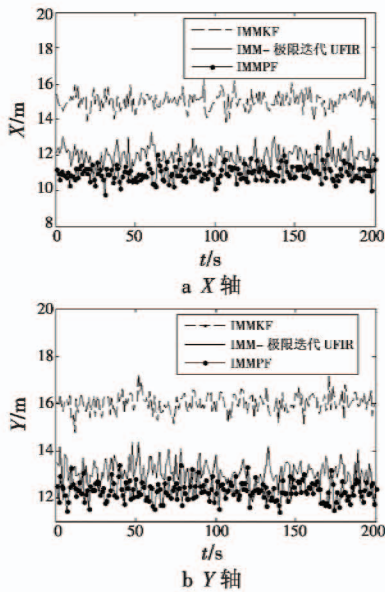 20
18
16
14
12
10
8
X/m
IMMKF
IMM-极限迭代 UFIR
IMMPF
0 50 100 150 200
t/s
a X 轴
20
18
16
14
12
Y/m
IMMKF
IMM-极限迭代 UFIR
IMMPF
0 50 100 150 200
t/s
b Y 轴